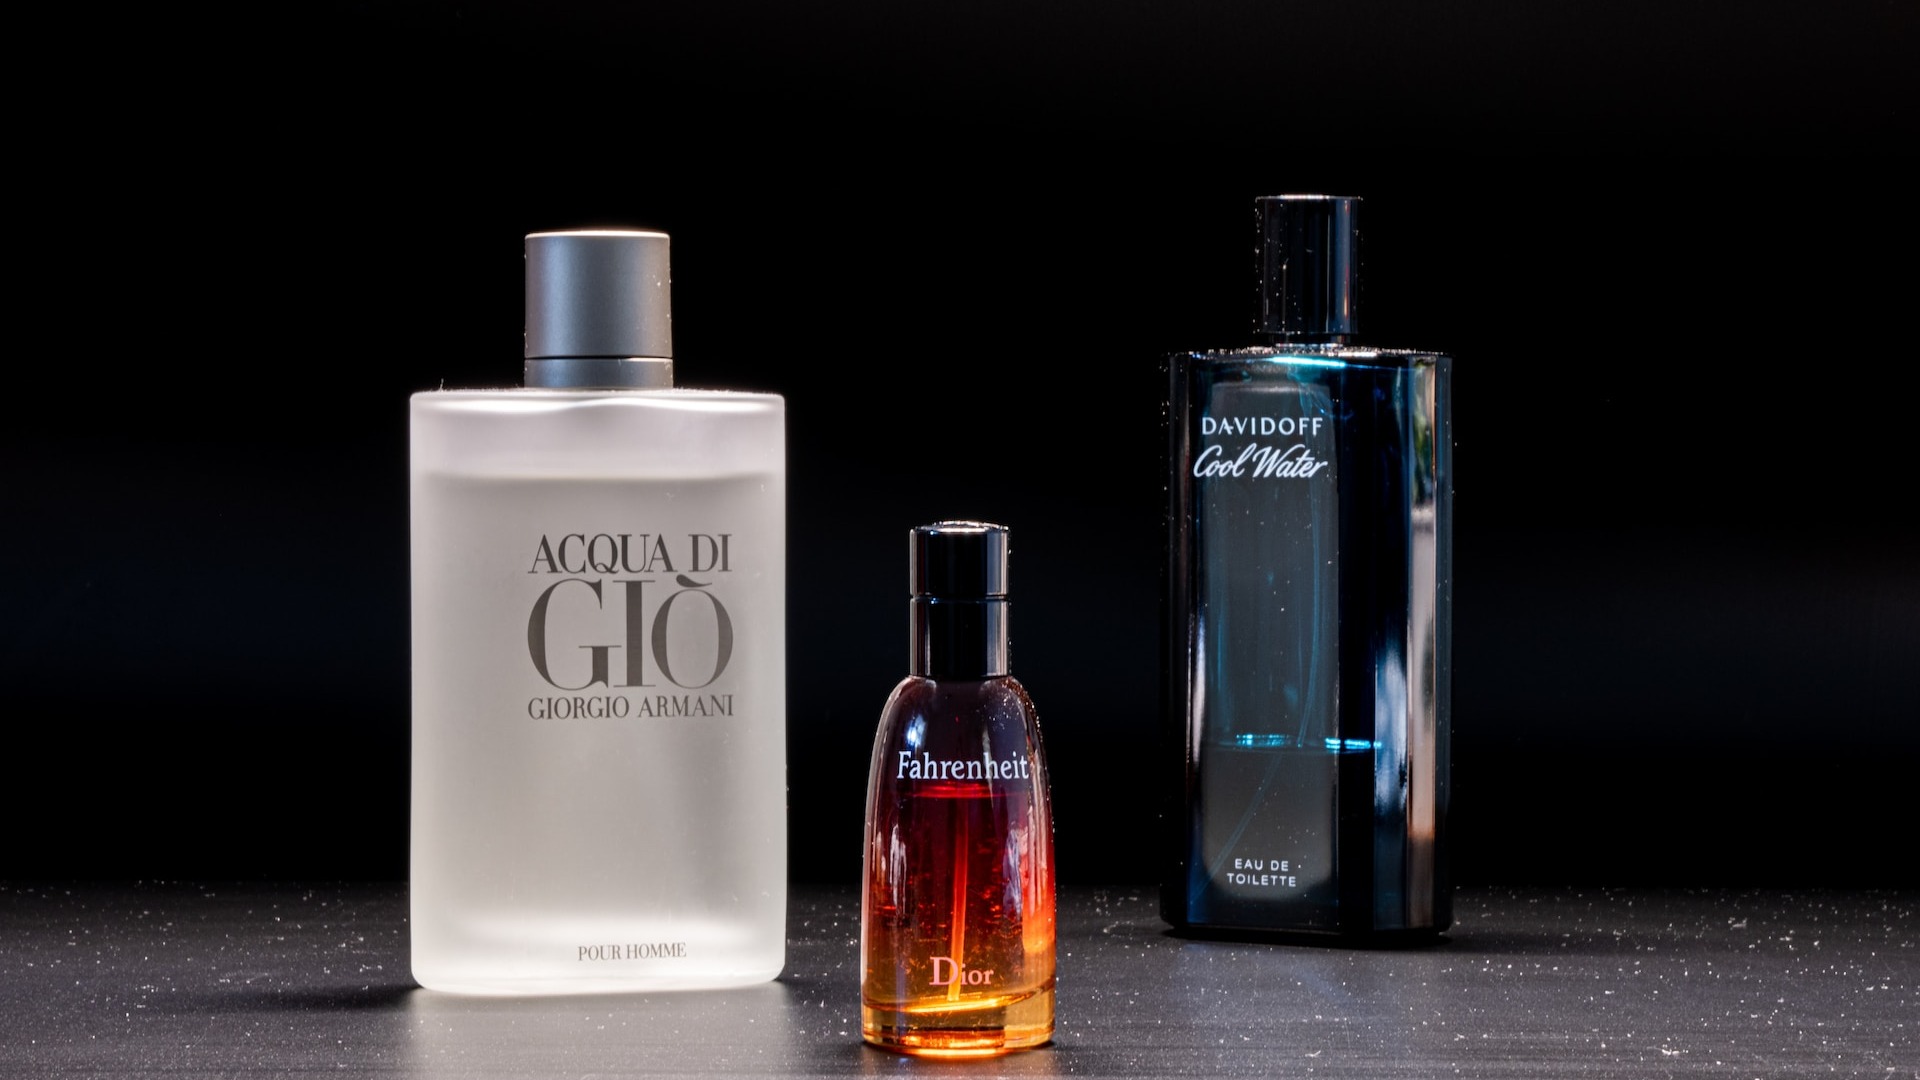 ACQUA DI
GIÒ
GIORGIO ARMANI
POUR HOMME
Fahrenheit
Dior
DAVIDOFF
Cool Water
EAU DE
TOILETTE